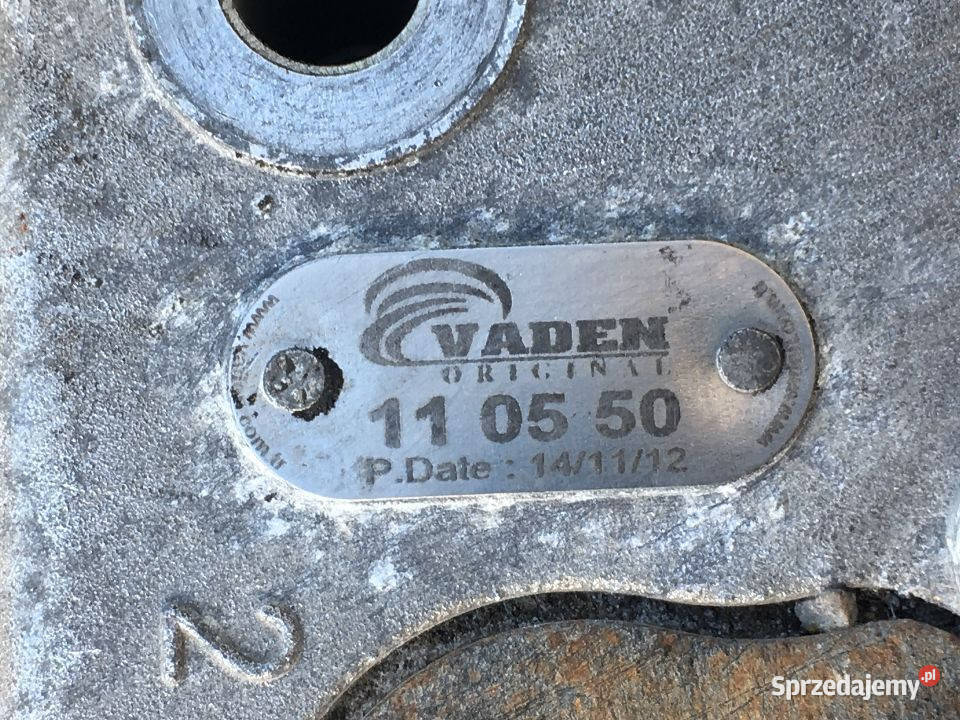 VADEN
ORIGINAL
11 05 50
P.Date : 14/11/12
2
Sprzedajemy.pl